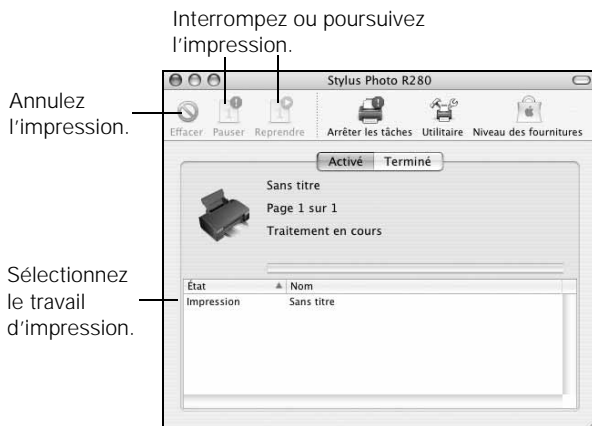 Interrompez ou poursuivez
l'impression.
Stylus Photo R280
Annulez
l'impression.
Effacer Pauser Reprendre Arrêter les tâches Utilitaire Niveau des fournitures
Activé Terminé
Sans titre
Page 1 sur 1
Traitement en cours
Sélectionnez
le travail
d'impression.
État Nom
Impression Sans titre